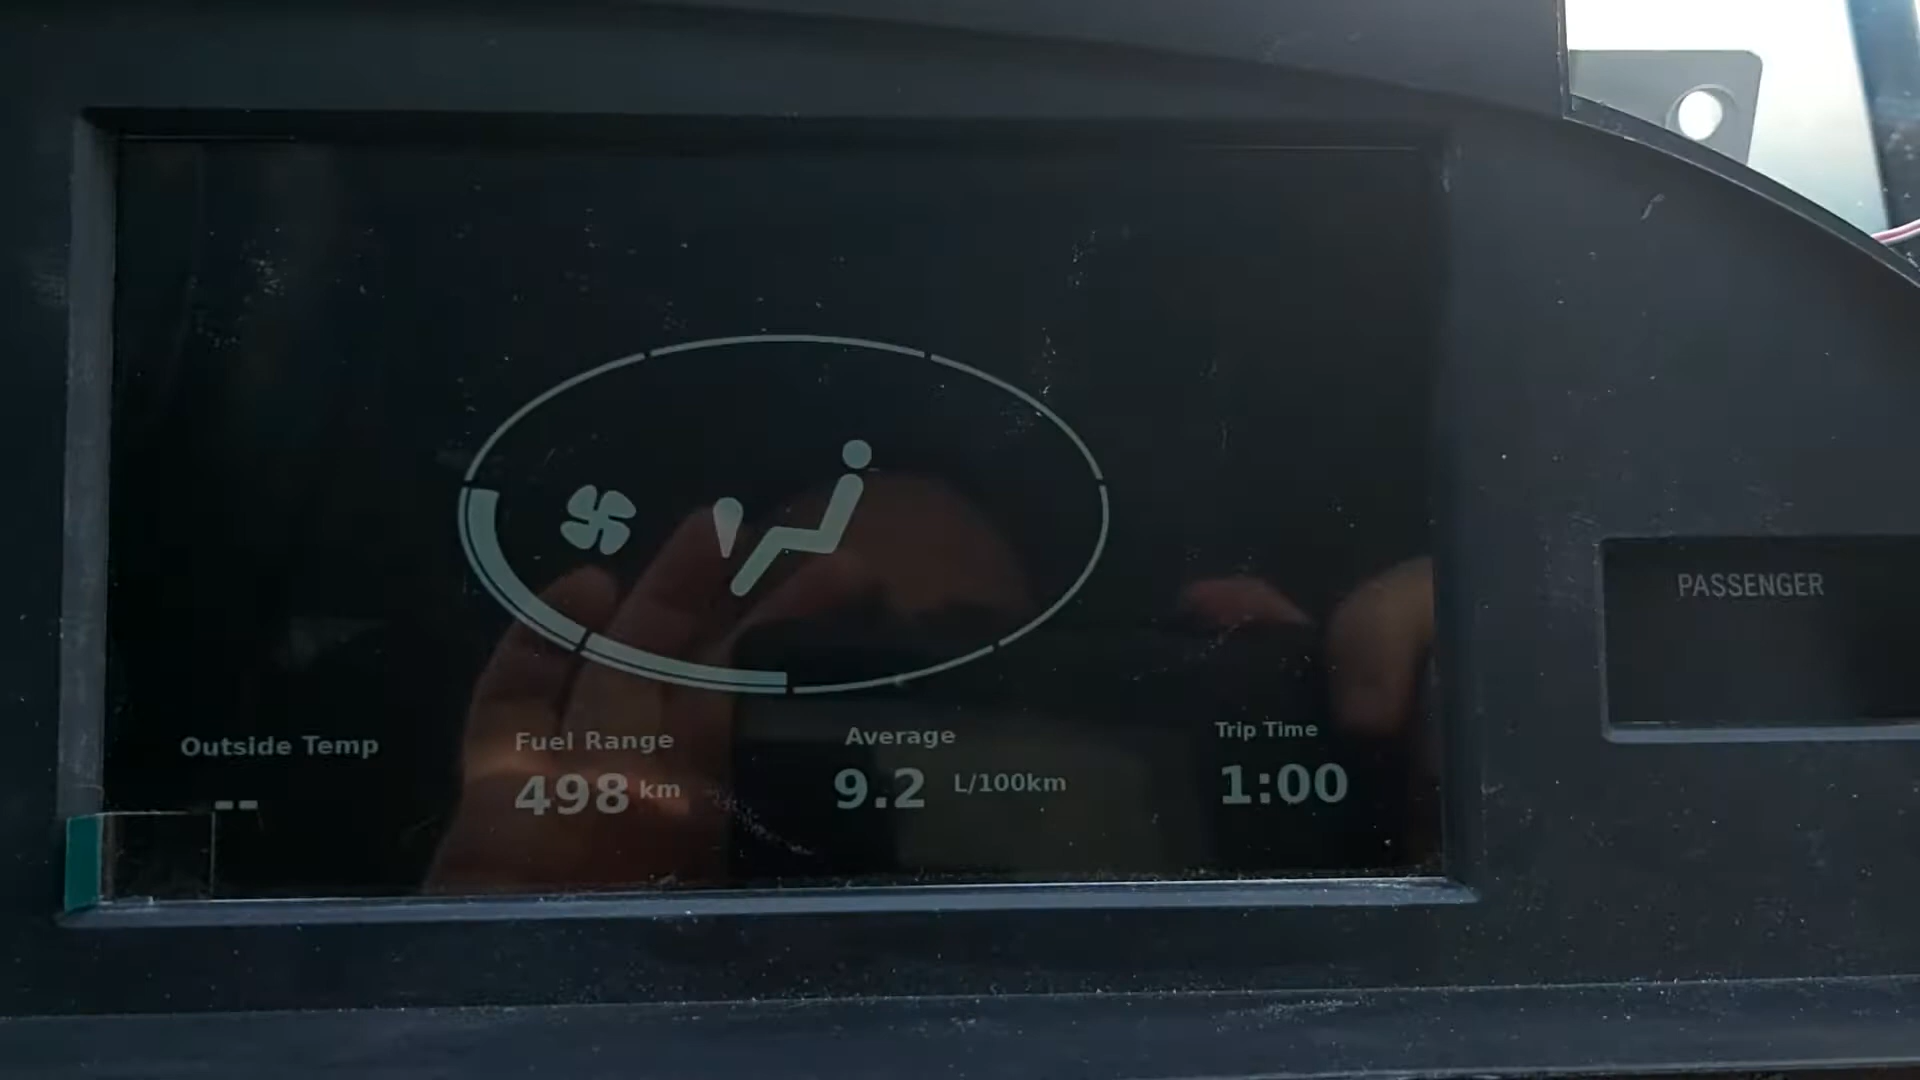 PASSENGER
Outside Temp
--
Fuel Range
498 km
Average
9.2 L/100km
Trip Time
1:00